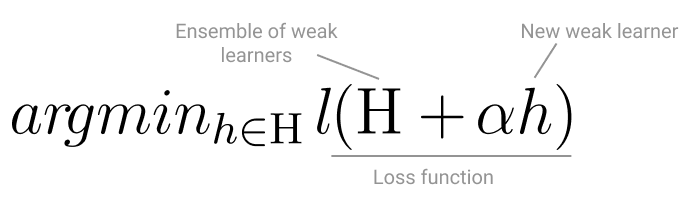 Ensemble of weak
learners
New weak learner
argmin_{h∈H} l(H + αh)
Loss function